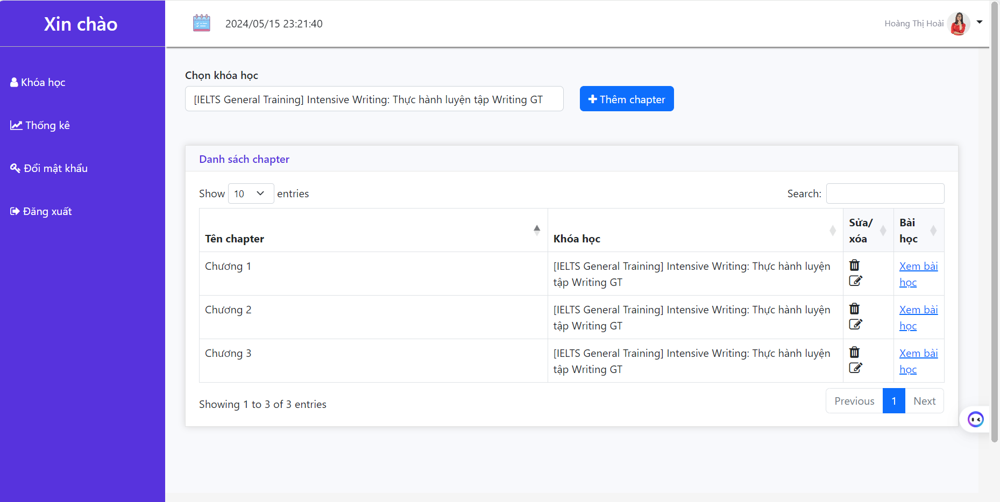 Xin chào
2024/05/15 23:21:40
Hoàng Thị Hoài
Khóa học
Thống kê
Đổi mật khẩu
Đăng xuất
Chọn khóa học
[IELTS General Training] Intensive Writing: Thực hành luyện tập Writing GT
Thêm chapter
Danh sách chapter
Show 10 entries
Search:
Tên chapter
Khóa học
Sửa/
xóa
Bài
học
Chương 1
[IELTS General Training] Intensive Writing: Thực hành luyện
tập Writing GT
Xem bài
học
Chương 2
[IELTS General Training] Intensive Writing: Thực hành luyện
tập Writing GT
Xem bài
học
Chương 3
[IELTS General Training] Intensive Writing: Thực hành luyện
tập Writing GT
Xem bài
học
Showing 1 to 3 of 3 entries
Previous 1 Next